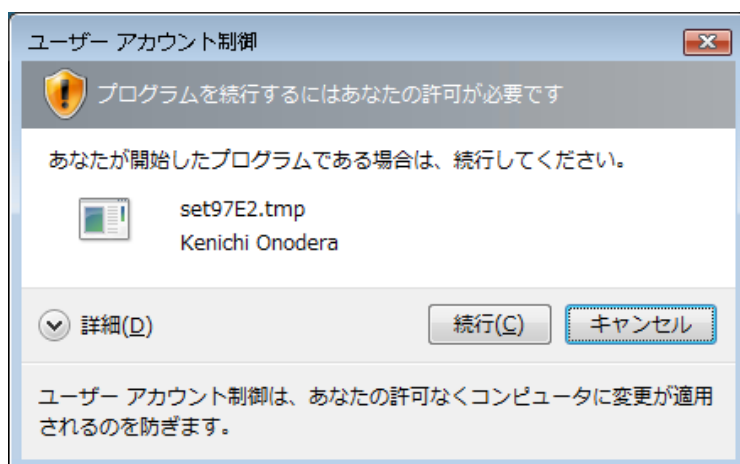 ユーザー アカウント制御
プログラムを続行するにはあなたの許可が必要です
あなたが開始したプログラムである場合は、続行してください。
set97E2.tmp
Kenichi Onodera
詳細(D)
続行(C)
キャンセル
ユーザー アカウント制御は、あなたの許可なくコンピュータに変更が適用
されるのを防ぎます。